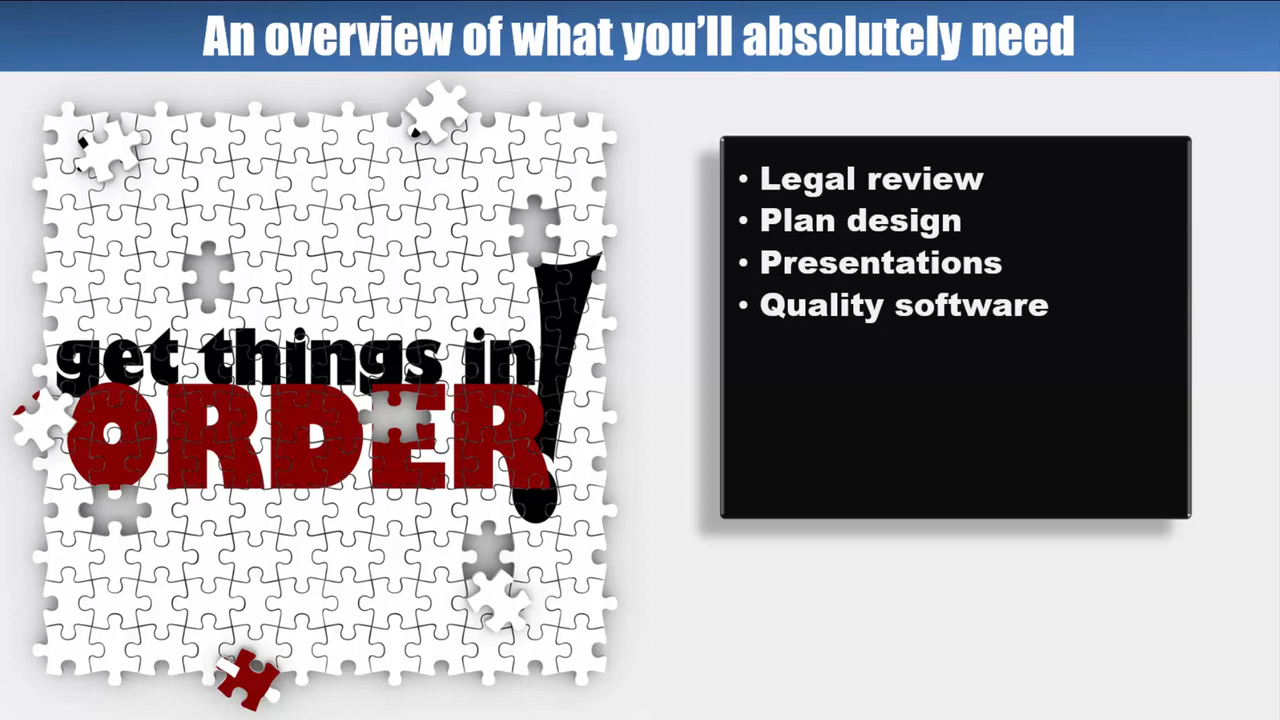 An overview of what you’ll absolutely need
get things in
ORDER!
• Legal review
• Plan design
• Presentations
• Quality software